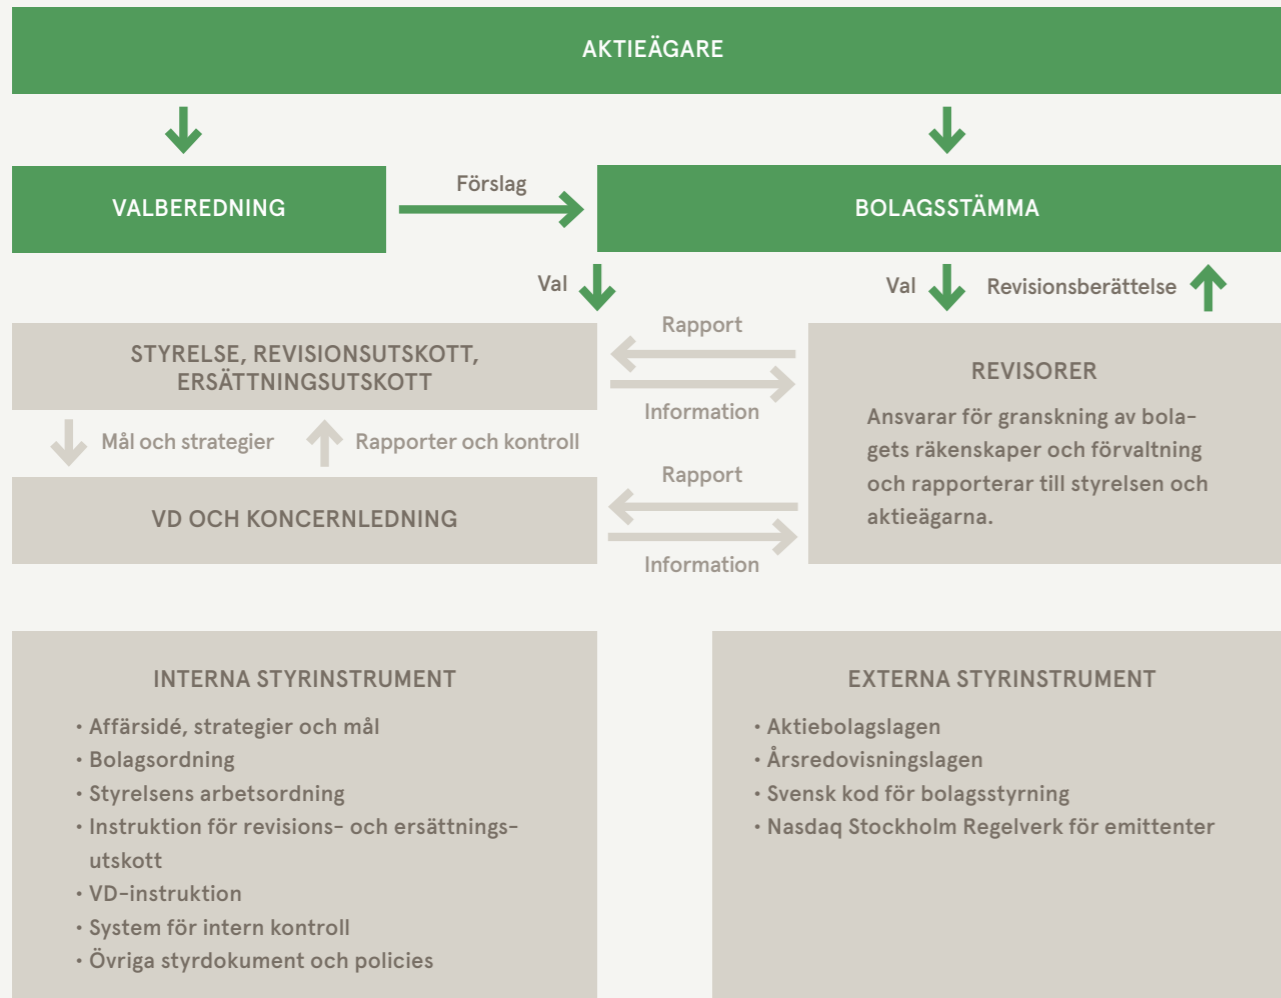 AKTIEÄGARE
VALBEREDNING
Förslag
BOLAGSSTÄMMA
Val
Val
Revisionsberättelse
STYRELSE, REVISIONSUTSKOTT,
ERSÄTTNINGSUTSKOTT
Rapport
Information
Mål och strategier
Rapporter och kontroll
VD OCH KONCERNLEDNING
Rapport
Information
REVISORER
Ansvarar för granskning av bola-
gets räkenskaper och förvaltning
och rapporterar till styrelsen och
aktieägarna.
INTERNA STYRINSTRUMENT
• Affärsidé, strategier och mål
• Bolagsordning
• Styrelsens arbetsordning
• Instruktion för revisions- och ersättnings-
utskott
• VD-instruktion
• System för intern kontroll
• Övriga styrdokument och policies
EXTERNA STYRINSTRUMENT
• Aktiebolagslagen
• Årsredovisningslagen
• Svensk kod för bolagsstyrning
• Nasdaq Stockholm Regelverk för emittenter